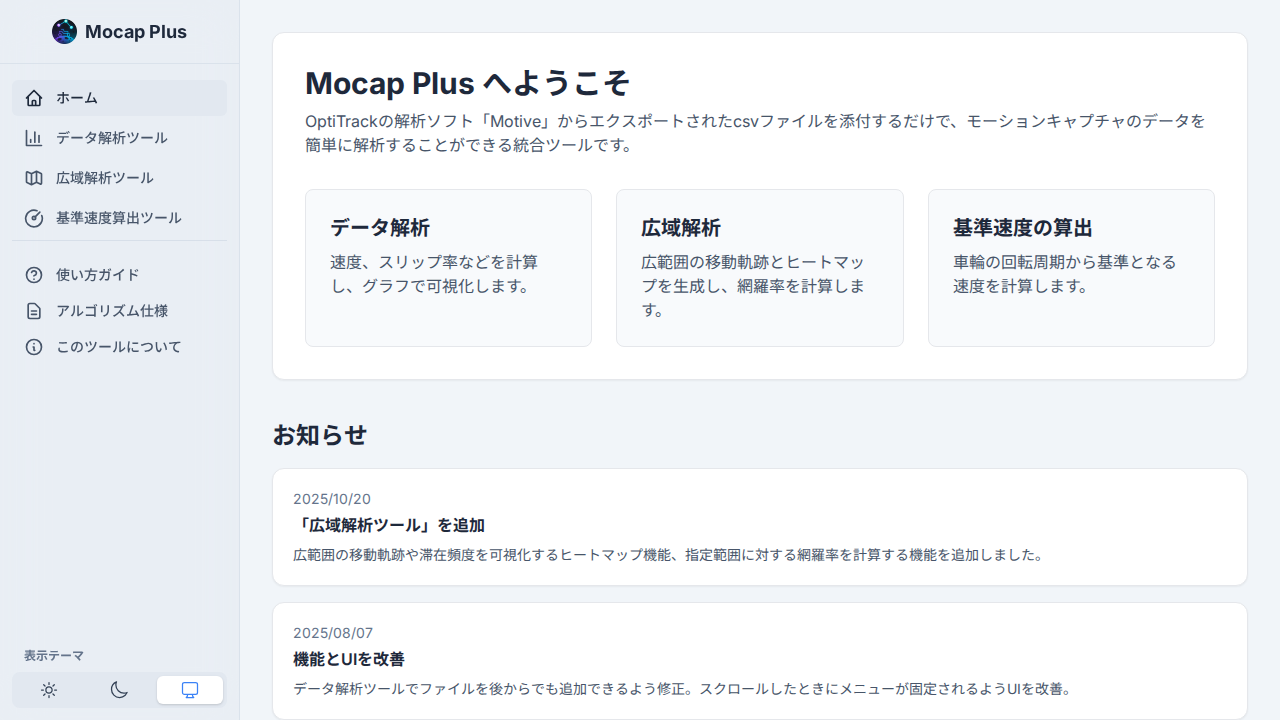 Mocap Plus
ホーム
データ解析ツール
広域解析ツール
基準速度算出ツール
使い方ガイド
アルゴリズム仕様
このツールについて
表示テーマ
Mocap Plus へようこそ
OptiTrackの解析ソフト「Motive」からエクスポートされたcsvファイルを添付するだけで、モーションキャプチャのデータを
簡単に解析することができる統合ツールです。
データ解析
速度、スリップ率などを計算
し、グラフで可視化します。
広域解析
広範囲の移動軌跡とヒートマッ
プを生成し、網羅率を計算しま
す。
基準速度の算出
車輪の回転周期から基準となる
速度を計算します。
お知らせ
2025/10/20
「広域解析ツール」を追加
広範囲の移動軌跡や滞在頻度を可視化するヒートマップ機能、指定範囲に対する網羅率を計算する機能を追加しました。
2025/08/07
機能とUIを改善
データ解析ツールでファイルを後からでも追加できるよう修正。スクロールしたときにメニューが固定されるようUIを改善。